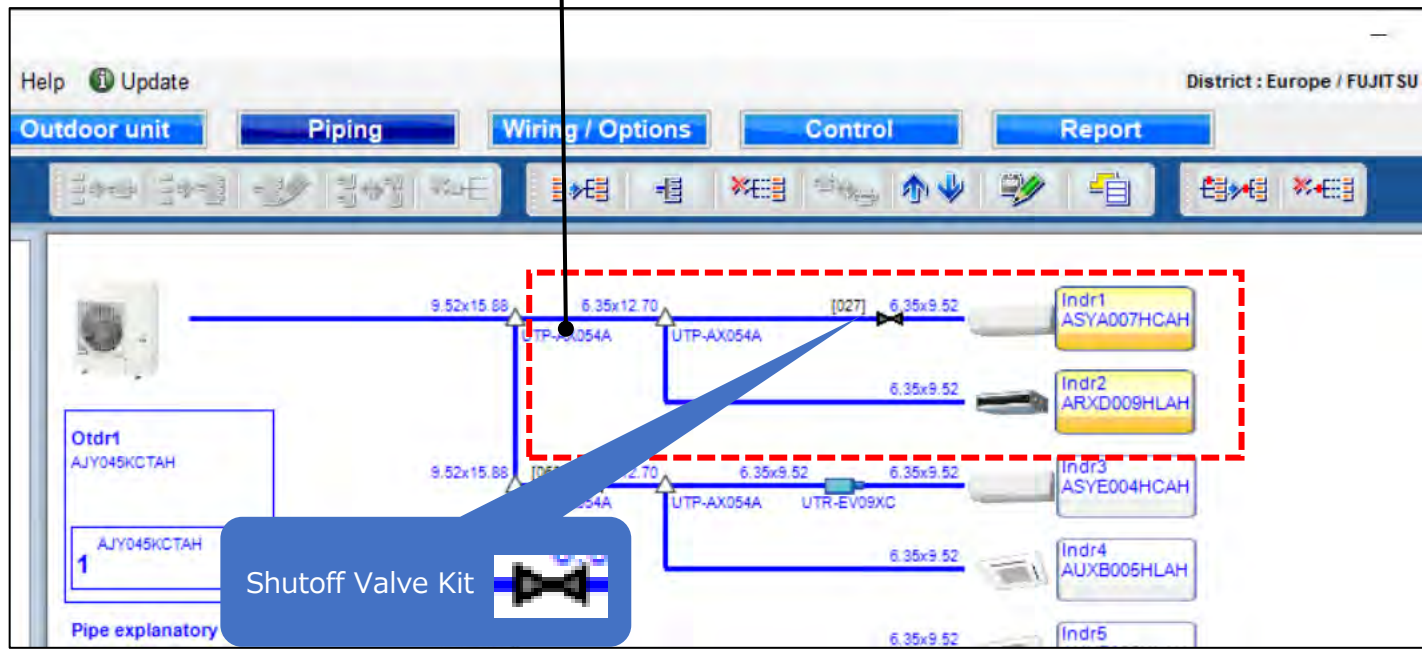 Help Update District : Europe / FUJITSU
Outdoor unit Piping Wiring / Options Control Report
9.52x15.88 6.35x12.70 [027] 6.35x9.52
UTP-AX054A UTP-AX054A
Indr1
ASYA007HCAH
6.35x9.52
Indr2
ARXD009HLAH
Otdr1
AJY045KCTAH
9.52x15.88 6.35x9.52 6.35x9.52
UTP-AX054A UTR-EV09XC
Indr3
ASYE004HCAH
AJY045KCTAH
1
6.35x9.52
Indr4
AUXB005HLAH
Shutoff Valve Kit
Pipe explanatory
6.35x9.52
Indr5